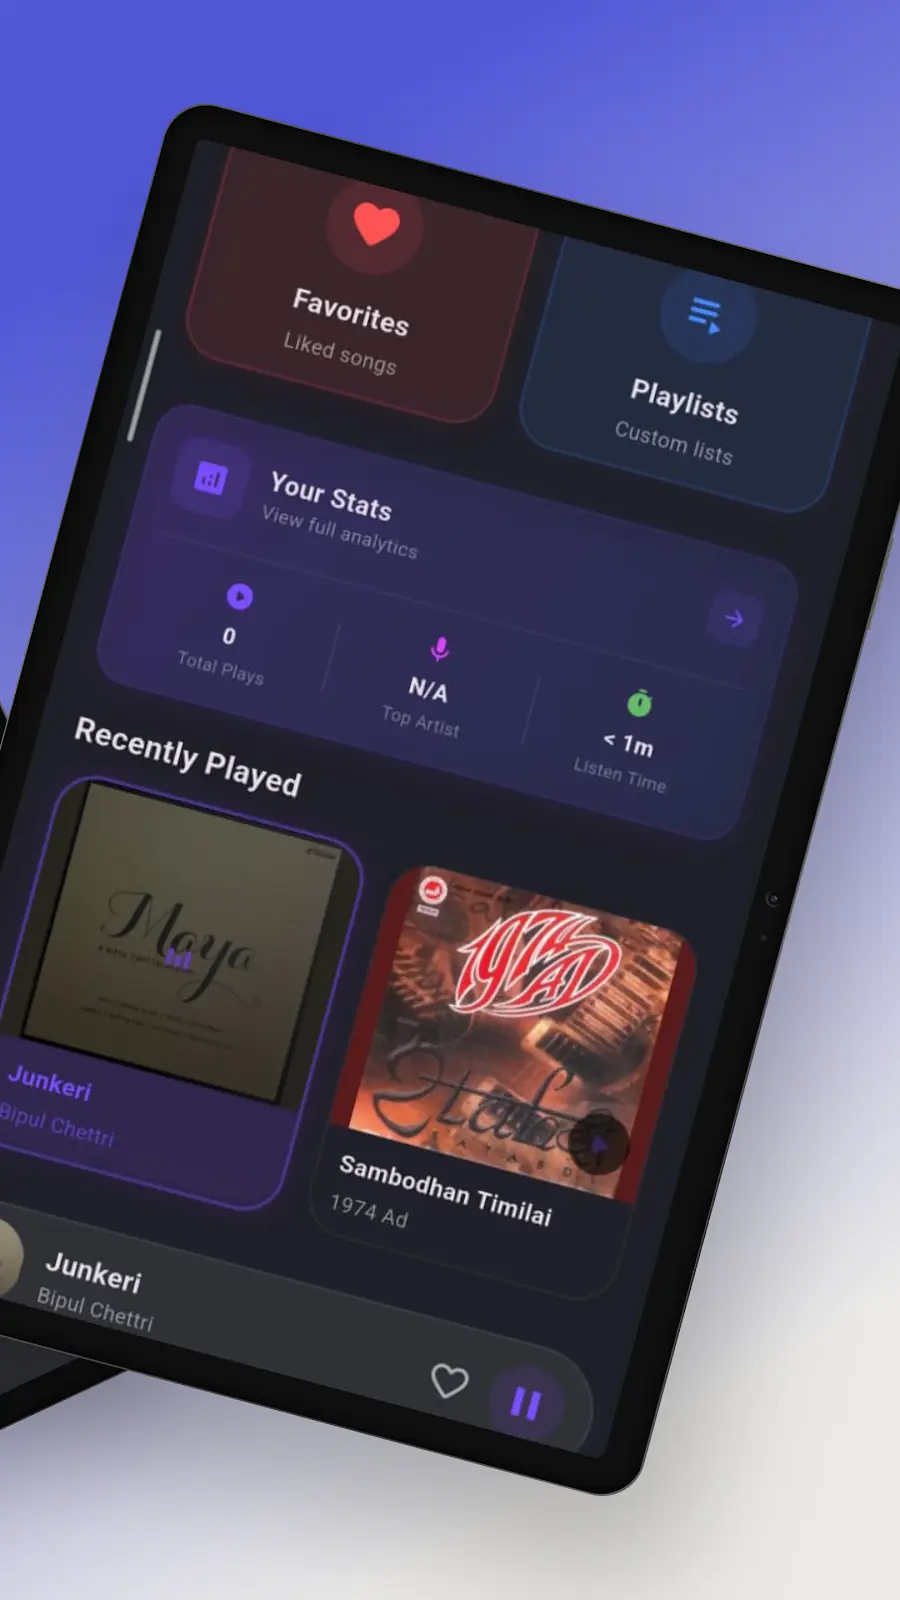 Favorites
Liked songs
Playlists
Custom lists
Your Stats
View full analytics
0
Total Plays
N/A
Top Artist
< 1m
Listen Time
Recently Played
Maya
Junkeri
Bipul Chettri
1974 AD
Sambodhan Timilai
1974 Ad
Junkeri
Bipul Chettri